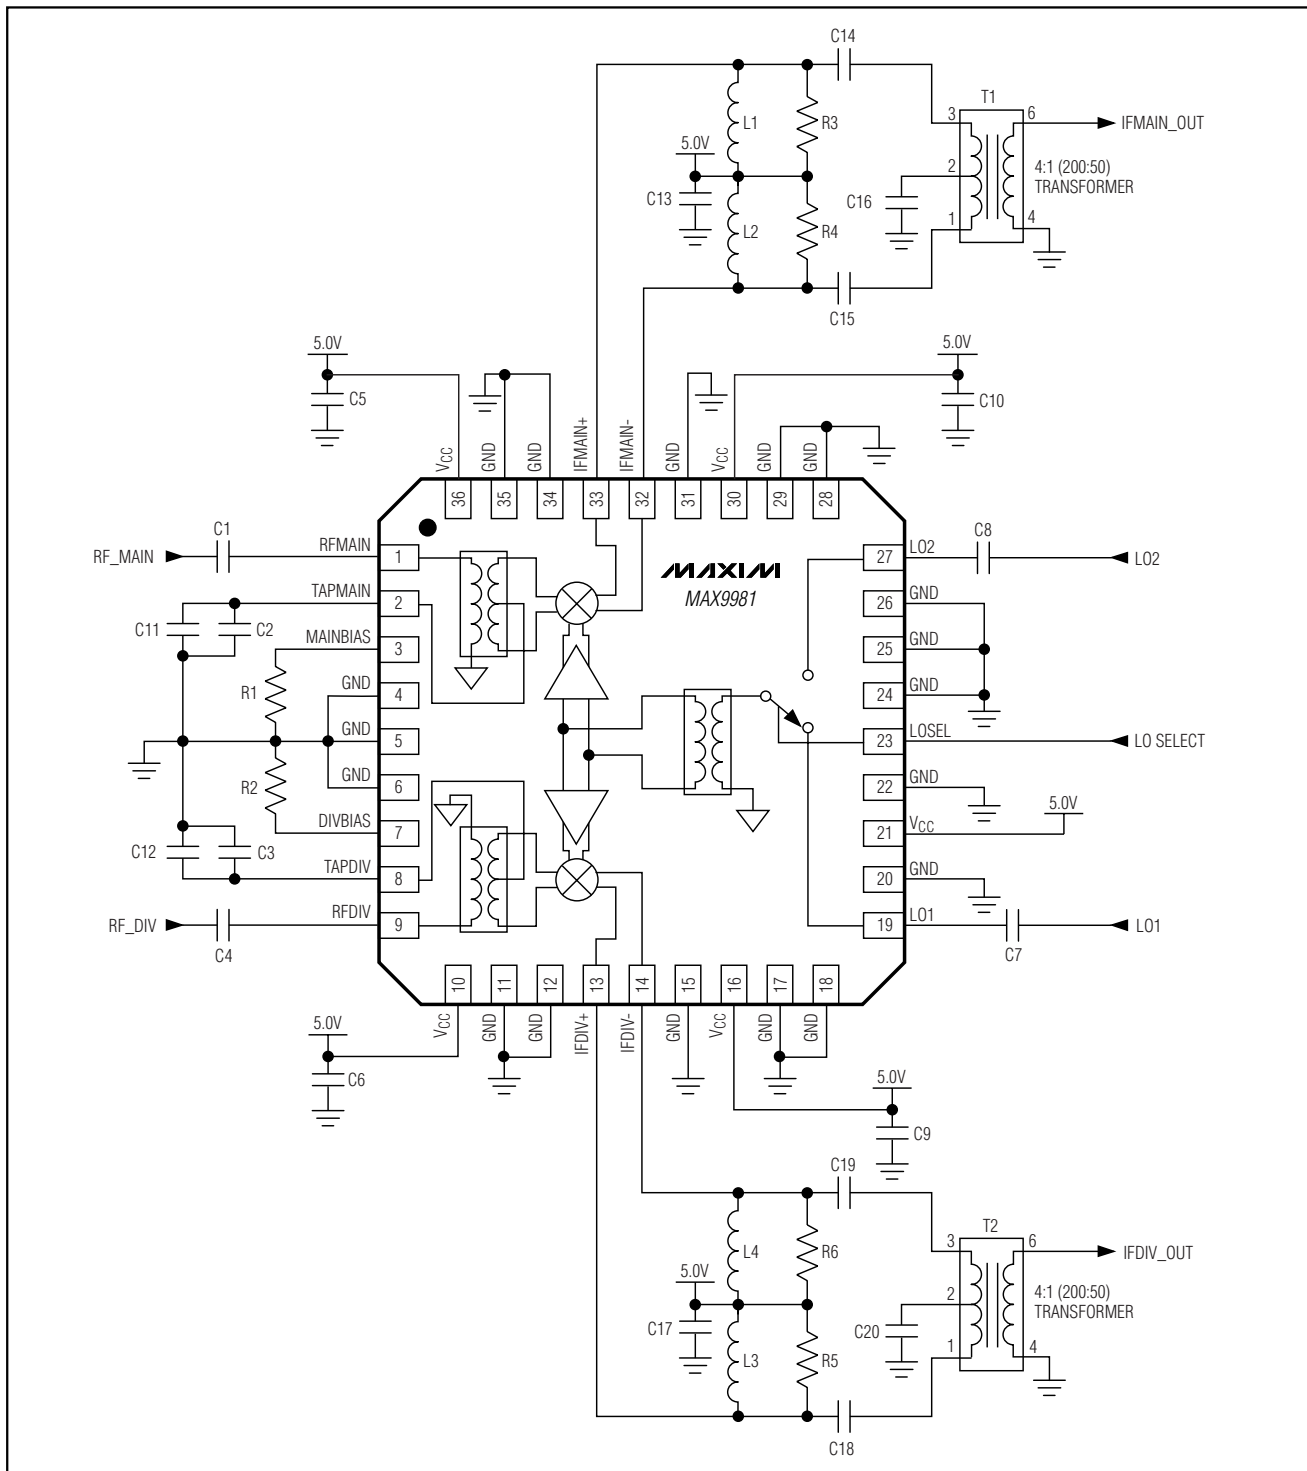 C14
T1
3
6
IFMAIN_OUT
L1
R3
5.0V
2
4:1 (200:50)
TRANSFORMER
C13
C16
L2
R4
1
4
C15
5.0V
5.0V
C5
C10
VCC
GND
GND
IFMAIN+
IFMAIN-
GND
VCC
GND
GND
36
35
34
33
32
31
30
29
28
C1
C8
RF_MAIN
RFMAIN
1
MAXIM
MAX9981
27
LO2
LO2
TAPMAIN
2
26
GND
C11
C2
MAINBIAS
3
25
GND
R1
GND
4
24
GND
GND
5
23
LOSEL
LO SELECT
R2
GND
6
22
GND
5.0V
DIVBIAS
7
21
VCC
C12
C3
TAPDIV
8
20
GND
RF_DIV
RFDIV
9
19
LO1
LO1
C4
C7
10
11
12
13
14
15
16
17
18
VCC
GND
GND
IFDIV+
IFDIV-
GND
VCC
GND
GND
5.0V
C6
5.0V
C9
C19
T2
3
6
IFDIV_OUT
L4
R6
5.0V
2
4:1 (200:50)
TRANSFORMER
C17
C20
L3
R5
1
4
C18